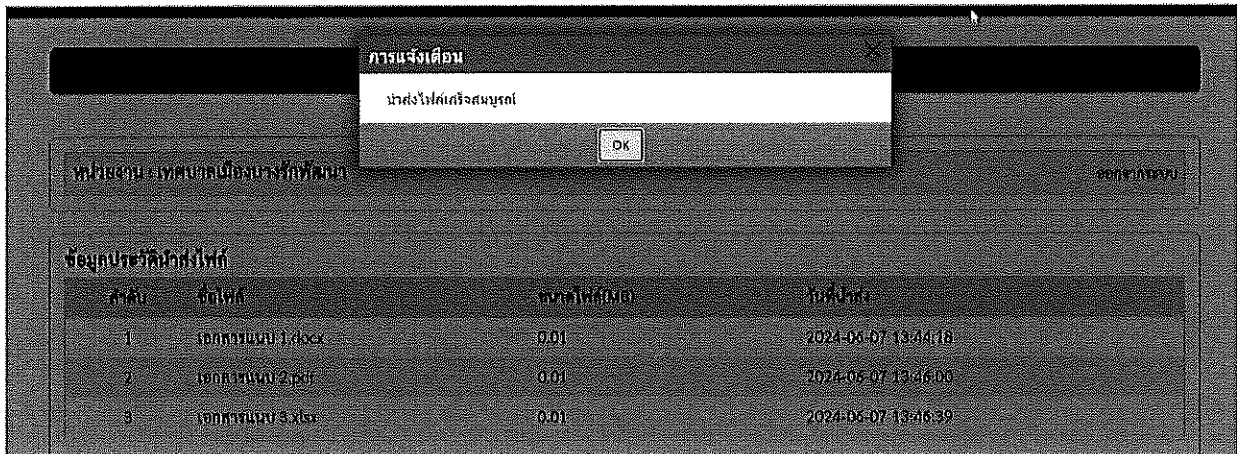 การแจ้งเตือน
นำส่งไฟล์เสร็จสมบูรณ์
OK
หน่วยงาน : เทศบาลเมืองบางรักพัฒนา
ออกจากระบบ
ข้อมูลประวัตินำส่งไฟล์
ลำดับ ชื่อไฟล์ ขนาดไฟล์(MB) วันที่นำส่ง
1 เอกสารแนบ 1.docx 0.01 2024-06-07 13:44:18
2 เอกสารแนบ 2.pdf 0.01 2024-06-07 13:46:00
3 เอกสารแนบ 3.xlsx 0.01 2024-06-07 13:46:39